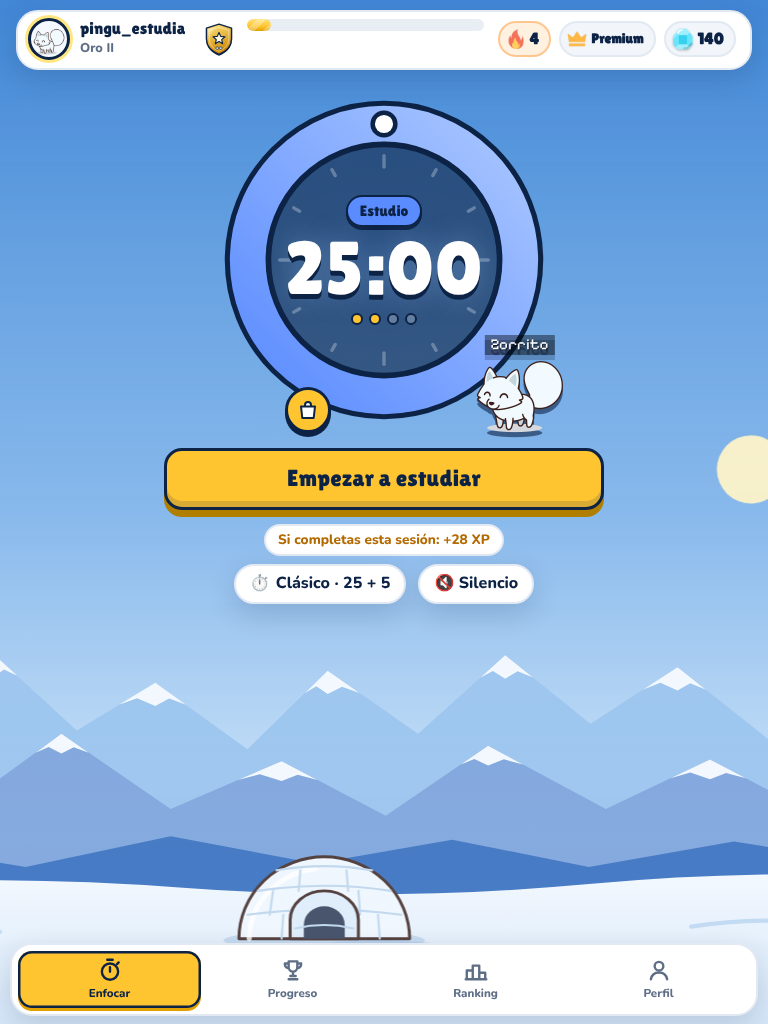 pingu_estudia
Oro II
4
Premium
140
Estudio
25:00
Zorrito
Empezar a estudiar
Si completas esta sesión: +28 XP
Clásico · 25 + 5
Silencio
Enfocar
Progreso
Ranking
Perfil